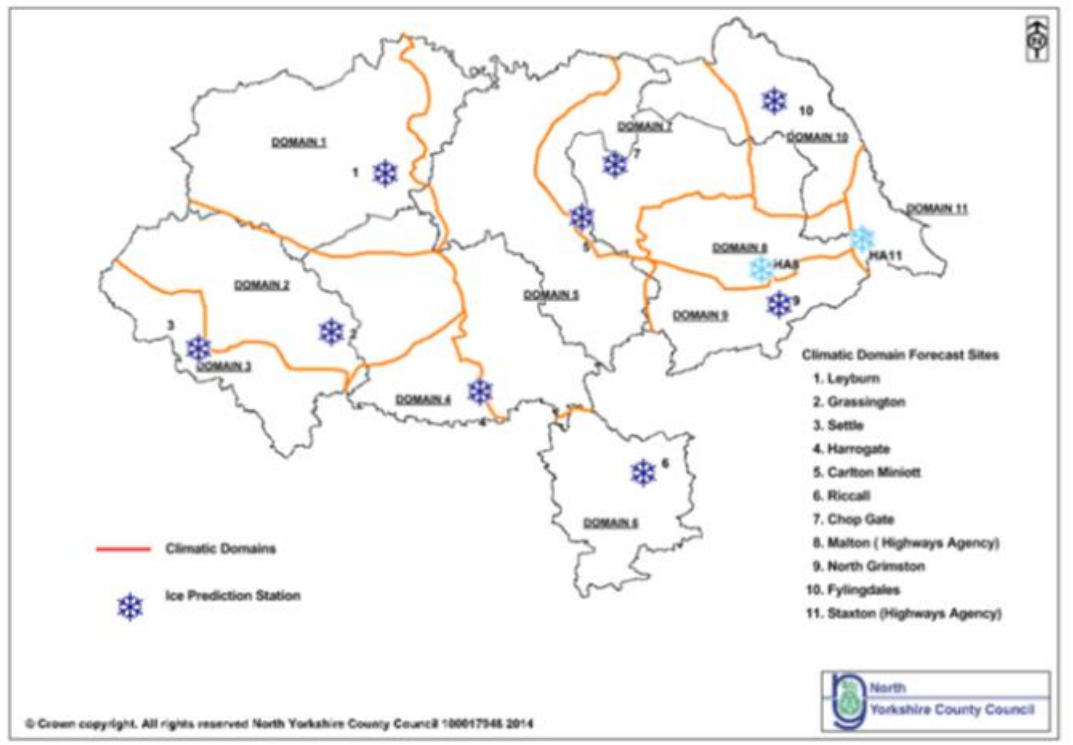 N
10
DOMAIN 7
DOMAIN 10
DOMAIN 1
7
1
DOMAIN 11
5
DOMAIN 8
HA8
HA11
DOMAIN 2
DOMAIN 5
9
DOMAIN 9
3
2
DOMAIN 3
DOMAIN 4
4
6
DOMAIN 6
Climatic Domain Forecast Sites
1. Leyburn
2. Grassington
3. Settle
4. Harrogate
5. Carlton Miniott
6. Riccall
7. Chop Gate
8. Malton ( Highways Agency)
9. North Grimston
10. Fylingdales
11. Staxton (Highways Agency)
Climatic Domains
Ice Prediction Station
North
Yorkshire County Council
© Crown copyright. All rights reserved North Yorkshire County Council 100017946 2014